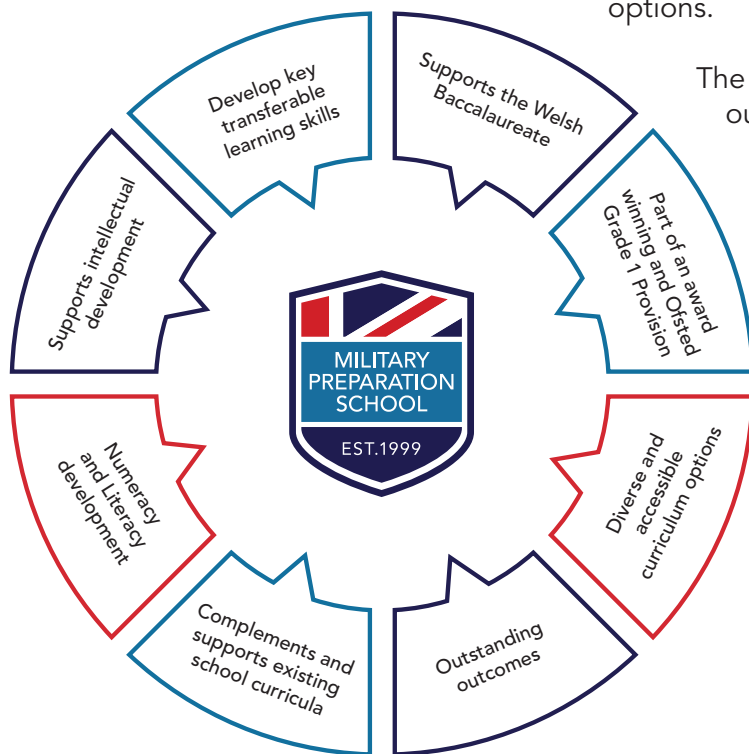 options.
The
ou
Supports the Welsh
Baccalaureate
Part of an award
winning and Ofsted
Grade 1 Provision
Diverse and
accessible
curriculum options
Outstanding
outcomes
Complements and
supports existing
school curricula
Numeracy
and Literacy
development
Supports intellectual
development
Develop key
transferable
learning skills
MILITARY
PREPARATION
SCHOOL
EST.1999